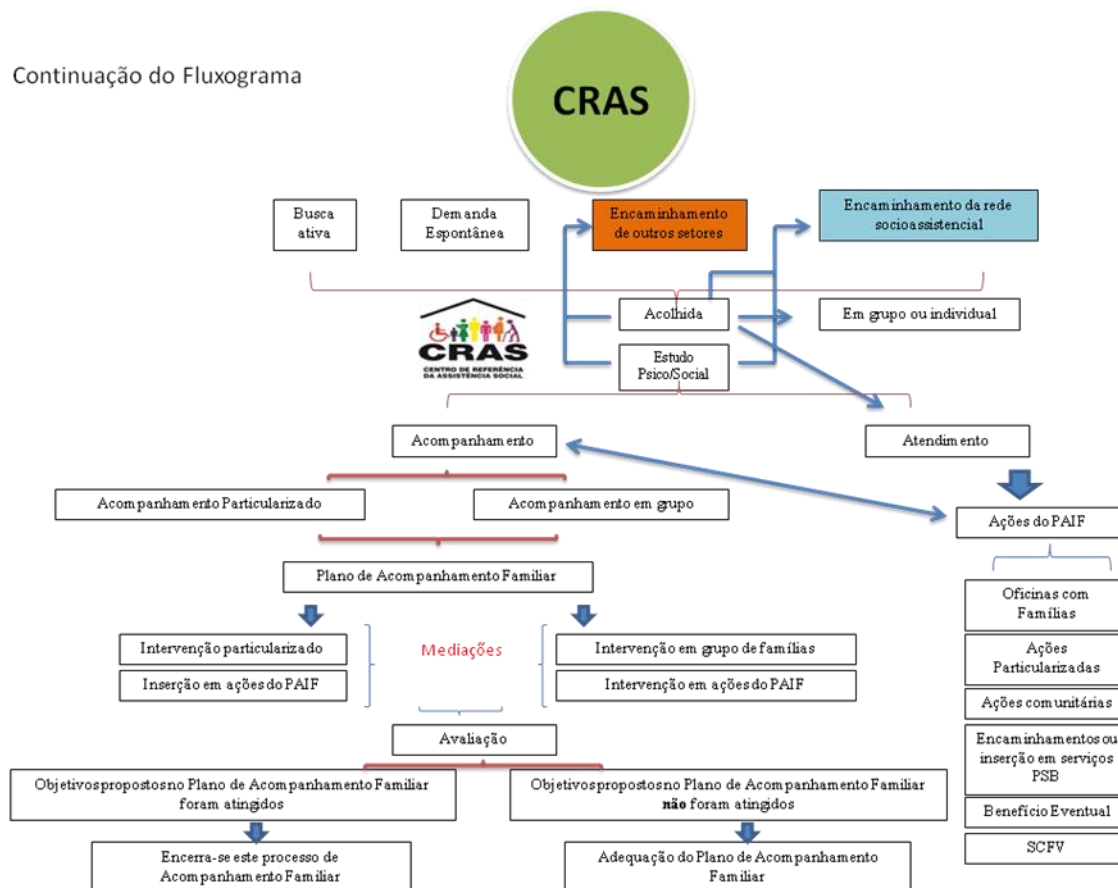 Continuação do Fluxograma
CRAS
Busca
ativa
Demanda
Espontânea
Encaminhamento
de outros setores
Encaminhamento da rede
socioassistencial
Acolhida
Em grupo ou individual
CRAS
CENTRO DE REFERÊNCIA
DA ASSISTÊNCIA SOCIAL
Estudo
Psico/Social
Acompanhamento
Atendimento
Acompanhamento Particularizado
Acompanhamento em grupo
Ações do PAIF
Plano de Acompanhamento Familiar
Oficinas com
Famílias
Intervenção particularizado
Inserção em ações do PAIF
Mediações
Intervenção em grupo de famílias
Intervenção em ações do PAIF
Ações
Particularizadas
Ações comunitárias
Avaliação
Encaminhamentos ou
inserção em serviços
PSB
Objetivos propostos no Plano de Acompanhamento Familiar
foram atingidos
Objetivos propostos no Plano de Acompanhamento Familiar
não foram atingidos
Benefício Eventual
SCFV
Encerra-se este processo de
Acompanhamento Familiar
Adequação do Plano de Acompanhamento
Familiar